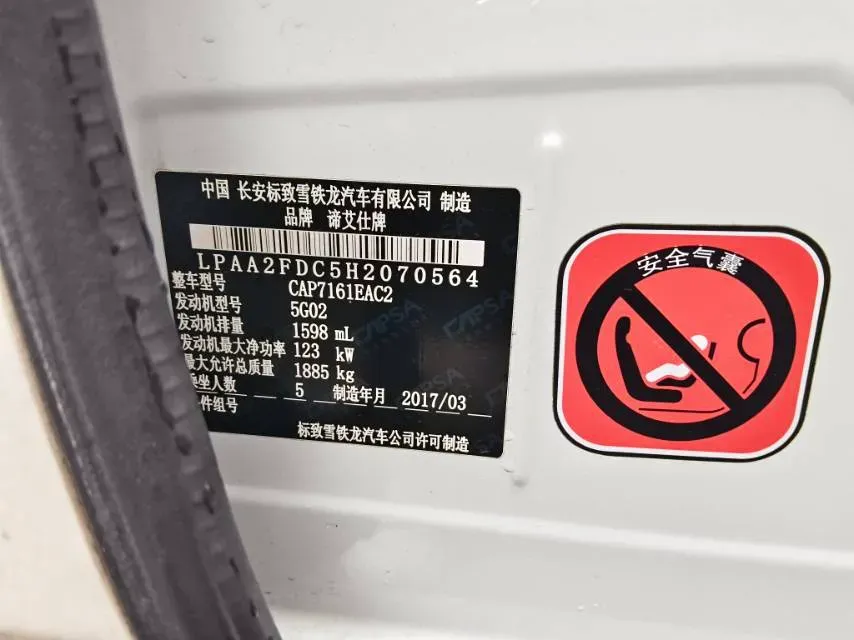 中国 长安标致雪铁龙汽车有限公司 制造
品牌 谛艾仕牌
LPAA2FDC5H2070564
整车型号 CAP7161EAC2
发动机型号 5G02
发动机排量 1598 mL
发动机最大净功率 123 kW
最大允许总质量 1885 kg
乘坐人数 5 制造年月 2017/03
件组号
标致雪铁龙汽车公司许可制造
CAPSA
安全气囊